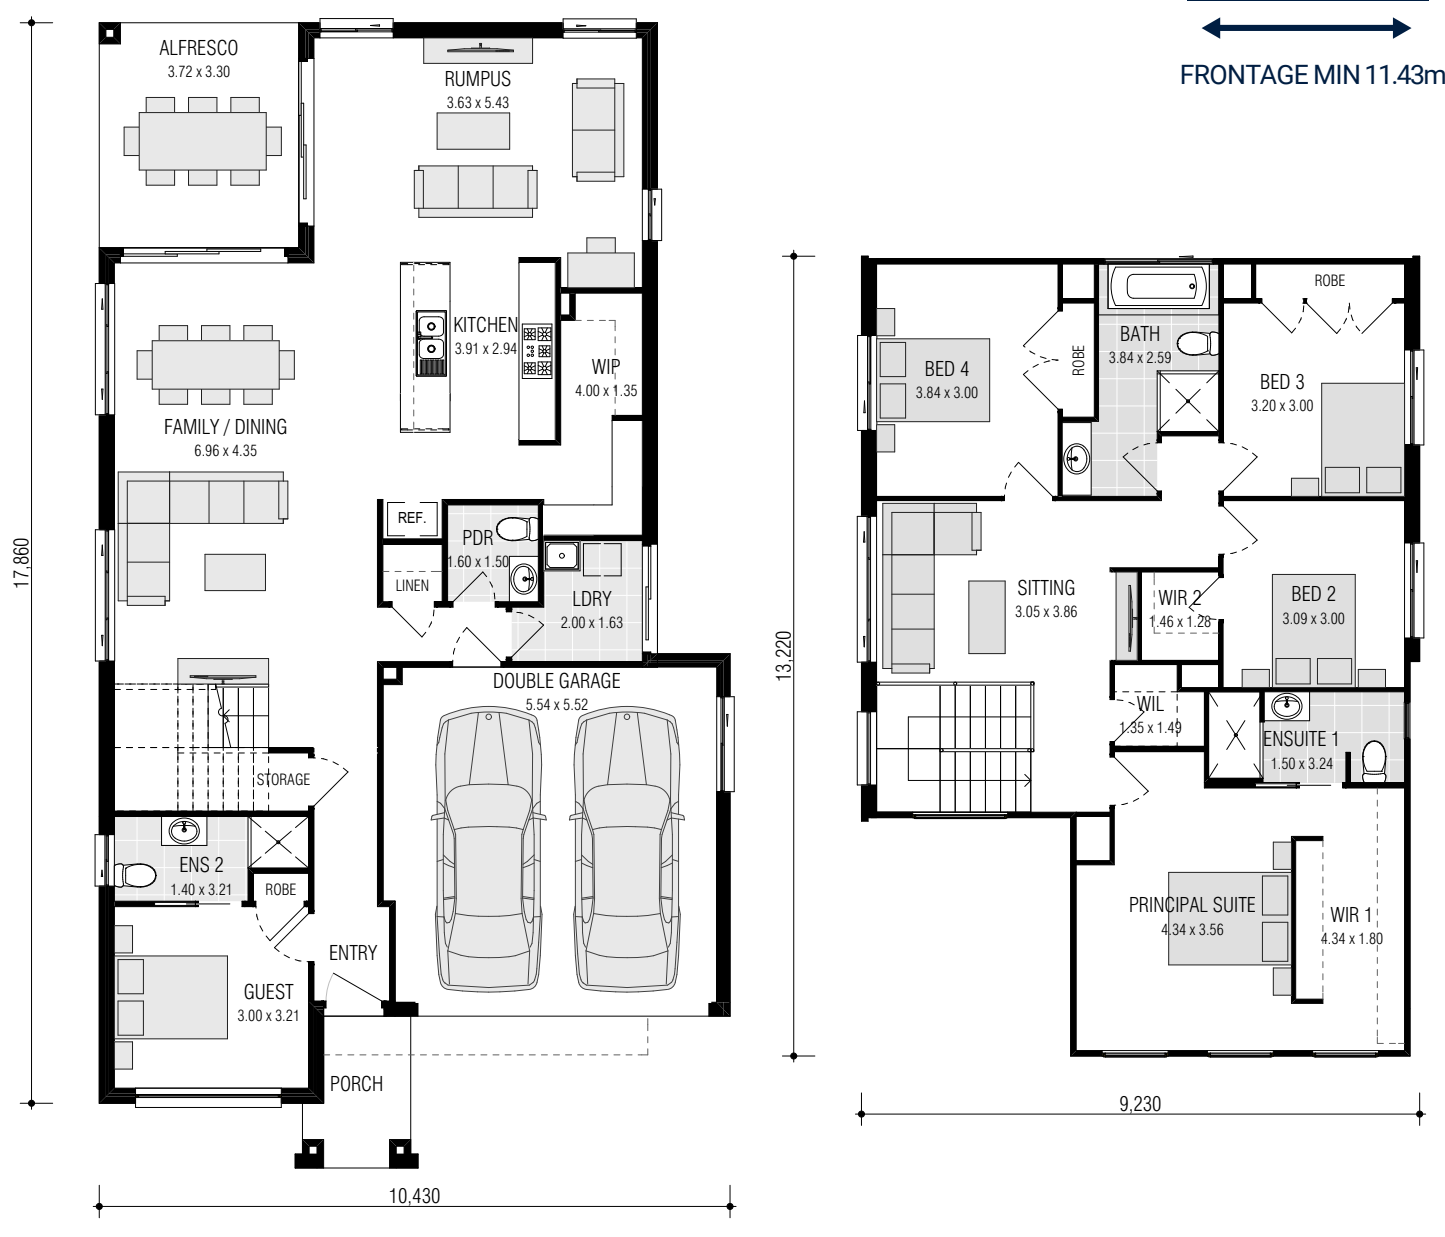 FRONTAGE MIN 11.43m
ALFRESCO
3.72 x 3.30
RUMPUS
3.63 x 5.43
KITCHEN
3.91 x 2.94
WIP
4.00 x 1.35
FAMILY / DINING
6.96 x 4.35
REF.
PDR
1.60 x 1.50
LINEN
LDRY
2.00 x 1.63
DOUBLE GARAGE
5.54 x 5.52
STORAGE
ENS 2
1.40 x 3.21
ROBE
ENTRY
GUEST
3.00 x 3.21
PORCH
17,860
10,430
ROBE
BATH
3.84 x 2.59
BED 4
3.84 x 3.00
ROBE
BED 3
3.20 x 3.00
SITTING
3.05 x 3.86
WIR 2
1.46 x 1.28
BED 2
3.09 x 3.00
WIL
1.35 x 1.49
ENSUITE 1
1.50 x 3.24
PRINCIPAL SUITE
4.34 x 3.56
WIR 1
4.34 x 1.80
13,220
9,230